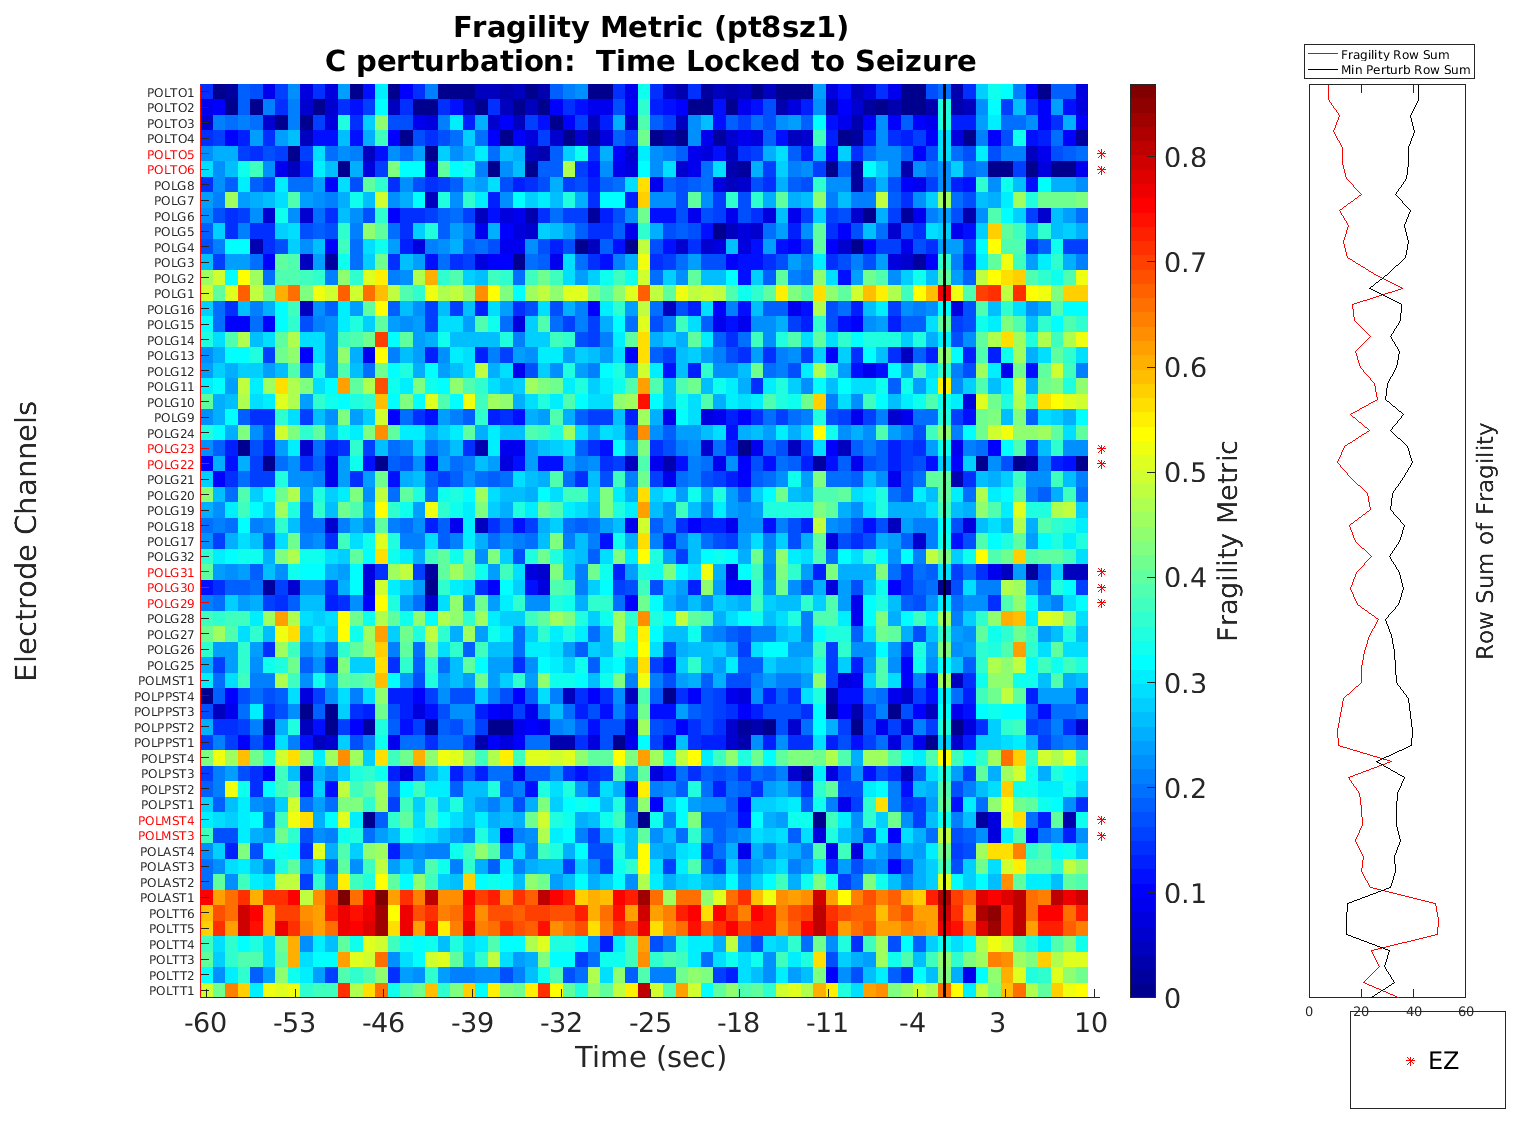 Fragility Metric (pt8sz1)
C perturbation:  Time Locked to Seizure
Fragility Row Sum
Min Perturb Row Sum
Electrode Channels
POLTO1
POLTO2
POLTO3
POLTO4
POLTO5
POLTO6
POLG8
POLG7
POLG6
POLG5
POLG4
POLG3
POLG2
POLG1
POLG16
POLG15
POLG14
POLG13
POLG12
POLG11
POLG10
POLG9
POLG24
POLG23
POLG22
POLG21
POLG20
POLG19
POLG18
POLG17
POLG32
POLG31
POLG30
POLG29
POLG28
POLG27
POLG26
POLG25
POLMST1
POLPPST4
POLPPST3
POLPPST2
POLPPST1
POLPST4
POLPST3
POLPST2
POLPST1
POLMST4
POLMST3
POLAST4
POLAST3
POLAST2
POLAST1
POLTT6
POLTT5
POLTT4
POLTT3
POLTT2
POLTT1
-60 -53 -46 -39 -32 -25 -18 -11 -4 3 10
Time (sec)
0.8
0.7
0.6
0.5
0.4
0.3
0.2
0.1
0
Fragility Metric
0 20 40 60
Row Sum of Fragility
EZ